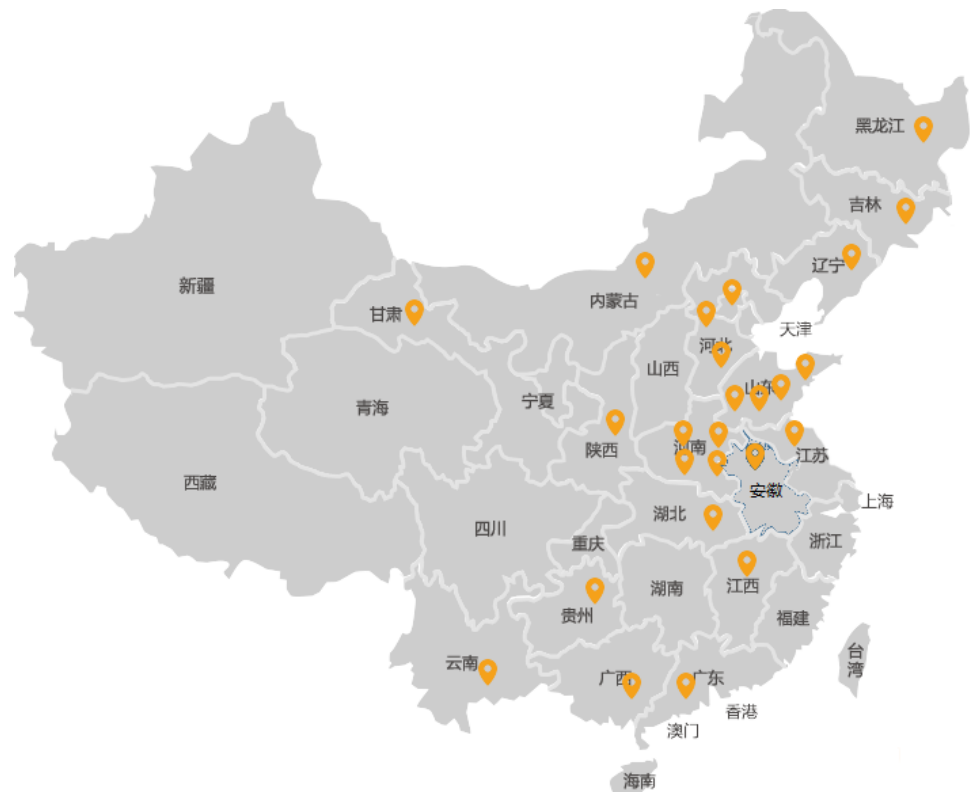 黑龙江
吉林
辽宁
新疆
内蒙古
甘肃
天津
河北
山西
山东
青海
宁夏
陕西
河南
江苏
西藏
安徽
上海
湖北
四川
浙江
重庆
湖南
江西
贵州
福建
台
湾
云南
广西
广东
香港
澳门
海南